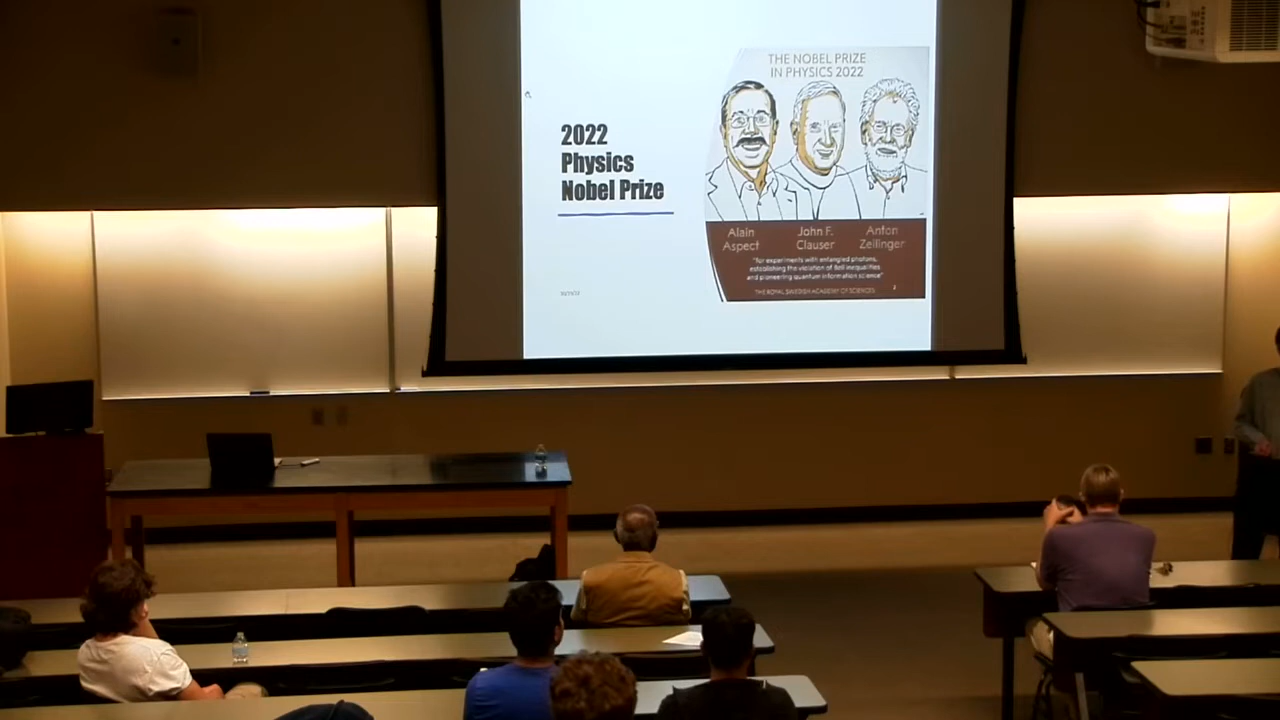 2022
Physics
Nobel Prize
THE NOBEL PRIZE
IN PHYSICS 2022
Alain
Aspect
John F.
Clauser
Anton
Zeilinger
"for experiments with entangled photons,
establishing the violation of Bell inequalities
and pioneering quantum information science"
THE ROYAL SWEDISH ACADEMY OF SCIENCES